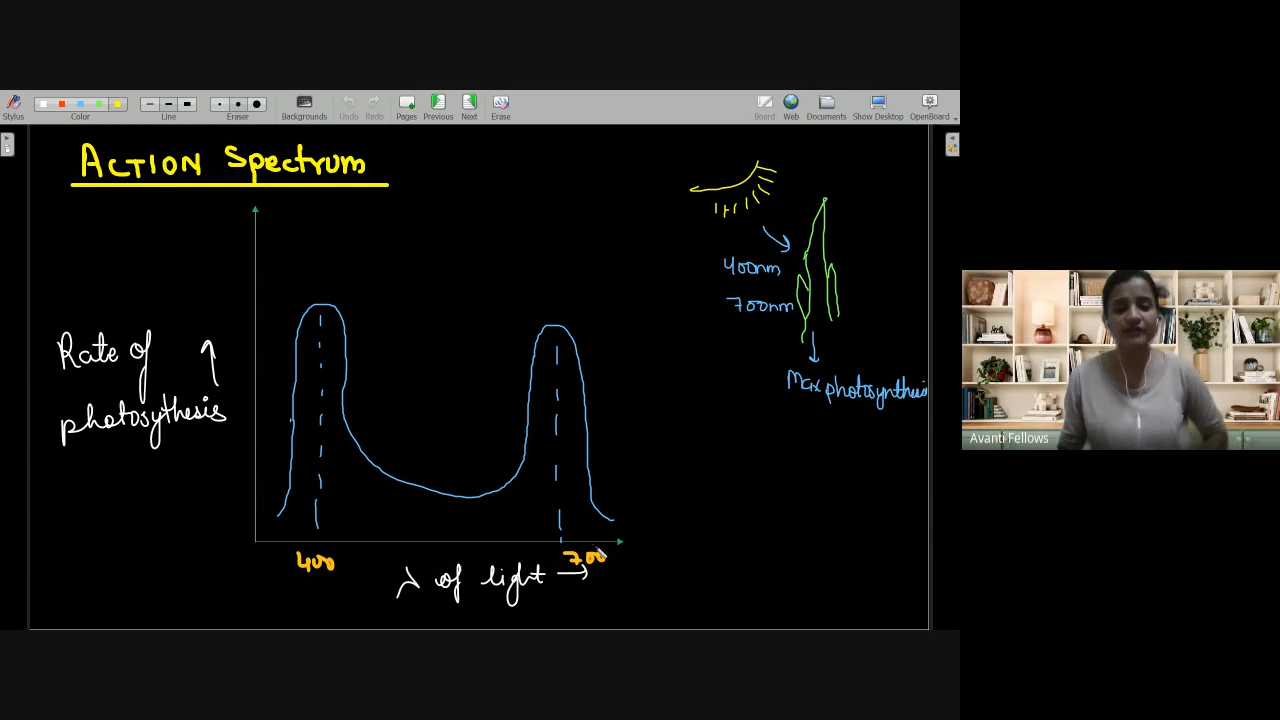 Stylus
Color
Line
Eraser
Backgrounds
Undo
Redo
Pages
Previous
Next
Erase
Board
Web
Documents
Show Desktop
OpenBoard
ACTION Spectrum
400nm
700nm
Max photosynthesis
Rate of
photosythesis
400
700
λ of light →
Avanti Fellows